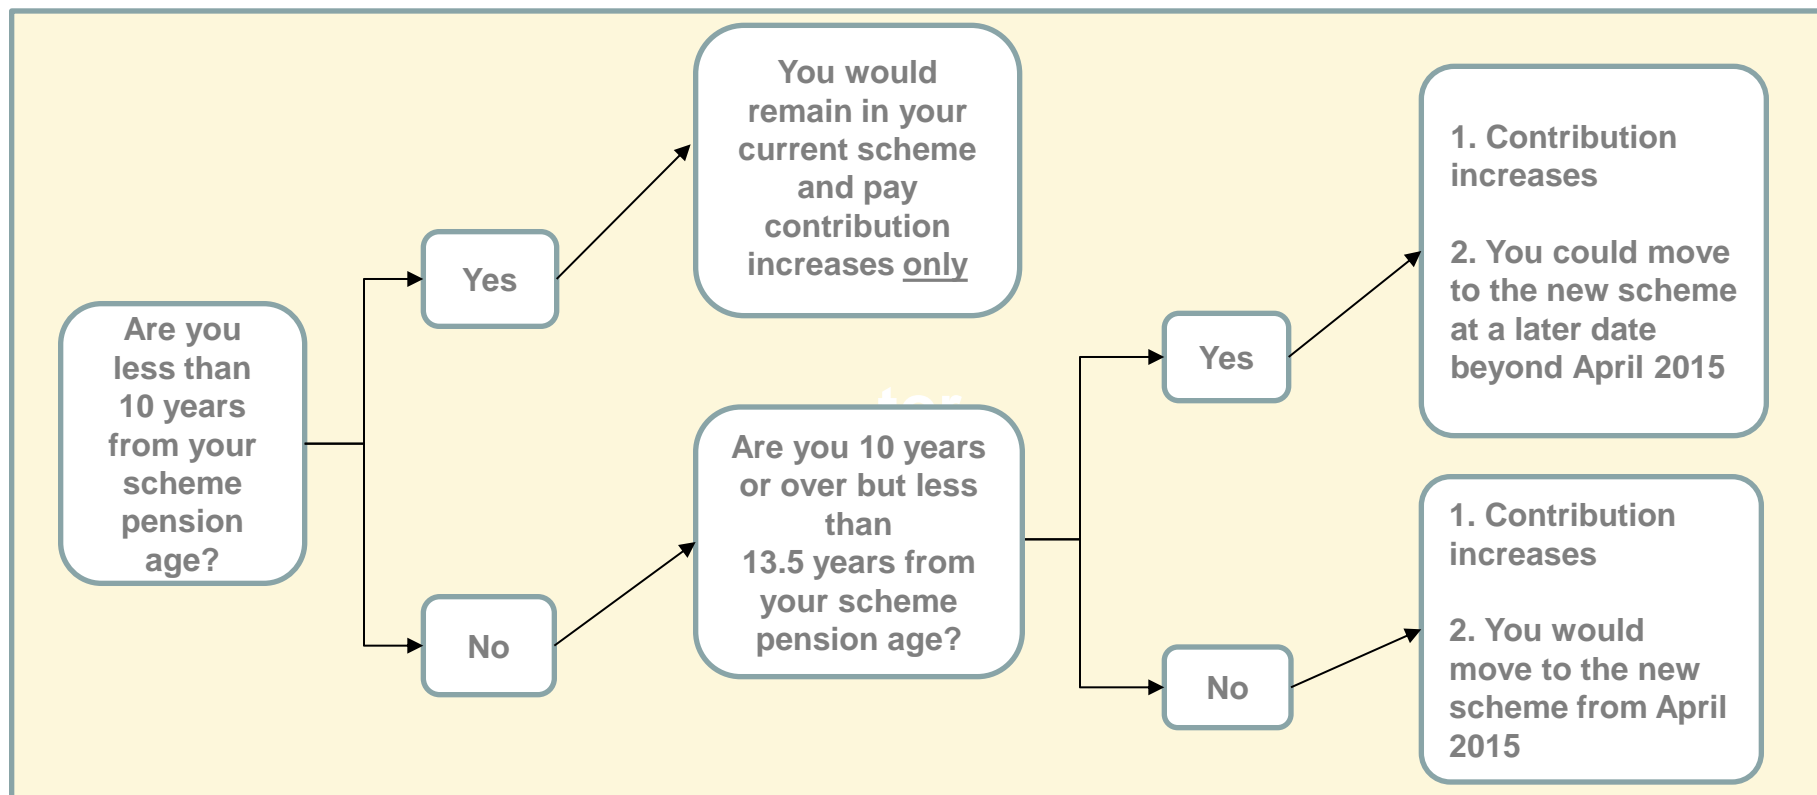 Are you
less than
10 years
from your
scheme
pension
age?
Yes
You would
remain in your
current scheme
and pay
contribution
increases only
No
Are you 10 years
or over but less
than
13.5 years from
your scheme
pension age?
Yes
1. Contribution
increases
2. You could move
to the new scheme
at a later date
beyond April 2015
No
1. Contribution
increases
2. You would
move to the new
scheme from April
2015